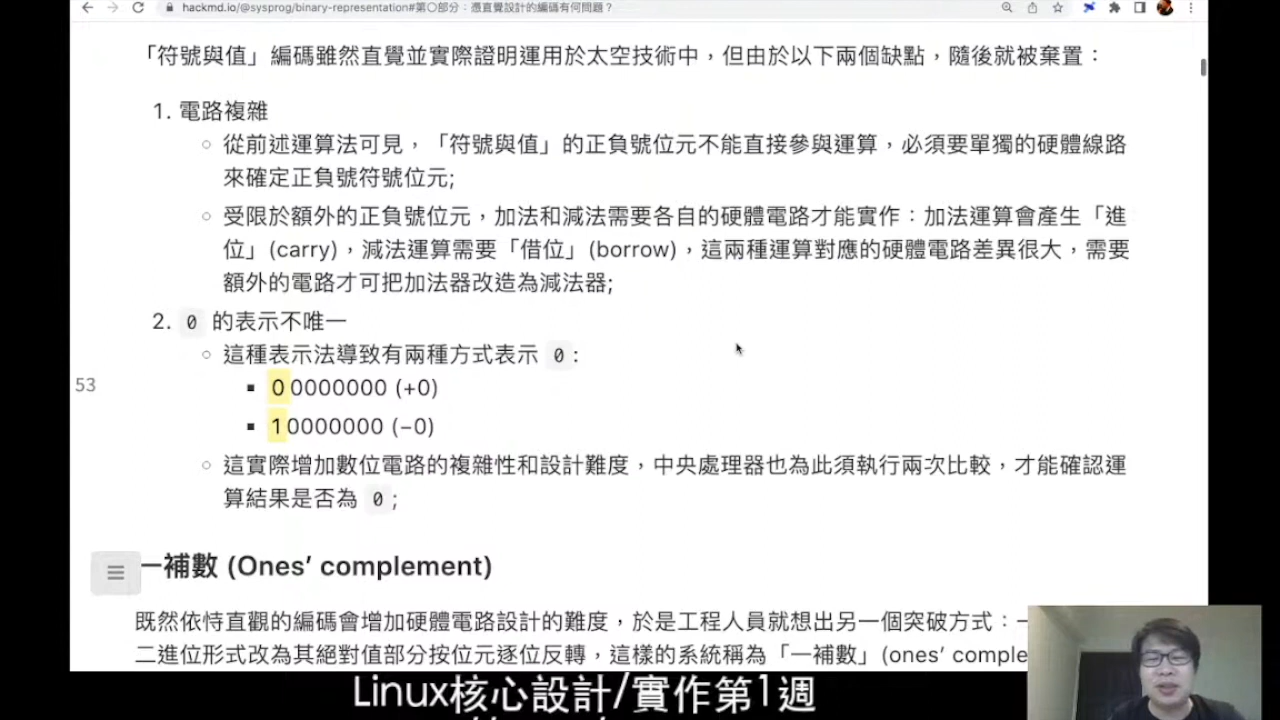 hackmd.io/@sysprog/binary-representation#第〇部分：憑直覺設計的編碼有何問題？
「符號與值」編碼雖然直覺並實際證明運用於太空技術中，但由於以下兩個缺點，隨後就被棄置：
1. 電路複雜
從前述運算法可見，「符號與值」的正負號位元不能直接參與運算，必須要單獨的硬體線路
來確定正負號符號位元;
受限於額外的正負號位元，加法和減法需要各自的硬體電路才能實作：加法運算會產生「進
位」(carry)，減法運算需要「借位」(borrow)，這兩種運算對應的硬體電路差異很大，需要
額外的電路才可把加法器改造為減法器;
2. 0 的表示不唯一
這種表示法導致有兩種方式表示 0：
53
00000000 (+0)
10000000 (−0)
這實際增加數位電路的複雜性和設計難度，中央處理器也為此須執行兩次比較，才能確認運
算結果是否為 0;
一補數 (Ones’ complement)
既然依恃直觀的編碼會增加硬體電路設計的難度，於是工程人員就想出另一個突破方式：一
二進位形式改為其絕對值部分按位元逐位反轉，這樣的系統稱為「一補數」(ones’ comple
Linux核心設計/實作第1週